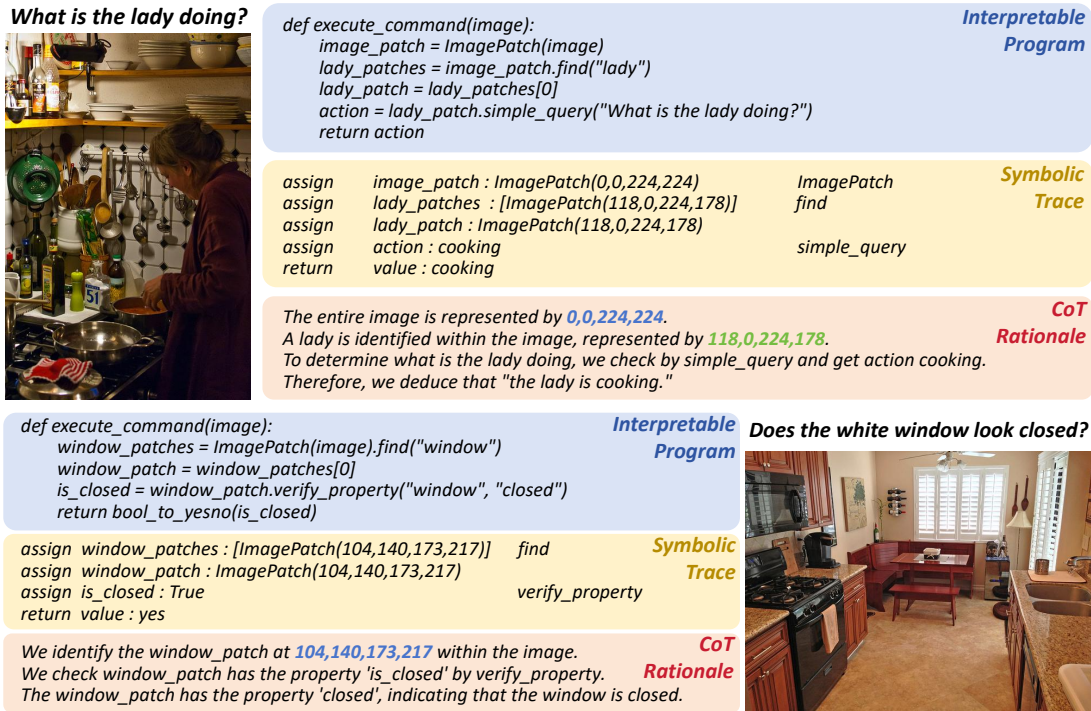 What is the lady doing?
def execute_command(image):
image_patch = ImagePatch(image)
lady_patches = image_patch.find("lady")
lady_patch = lady_patches[0]
action = lady_patch.simple_query("What is the lady doing?")
return action
Interpretable
Program
assign image_patch : ImagePatch(0,0,224,224) ImagePatch
assign lady_patches : [ImagePatch(118,0,224,178)] find
assign lady_patch : ImagePatch(118,0,224,178)
assign action : cooking simple_query
return value : cooking
Symbolic
Trace
The entire image is represented by 0,0,224,224.
A lady is identified within the image, represented by 118,0,224,178.
To determine what is the lady doing, we check by simple_query and get action cooking.
Therefore, we deduce that "the lady is cooking."
CoT
Rationale
51
def execute_command(image):
window_patches = ImagePatch(image).find("window")
window_patch = window_patches[0]
is_closed = window_patch.verify_property("window", "closed")
return bool_to_yesno(is_closed)
Interpretable
Program
assign window_patches : [ImagePatch(104,140,173,217)] find
assign window_patch : ImagePatch(104,140,173,217)
assign is_closed : True verify_property
return value : yes
Symbolic
Trace
We identify the window_patch at 104,140,173,217 within the image.
We check window_patch has the property 'is_closed' by verify_property.
The window_patch has the property 'closed', indicating that the window is closed.
CoT
Rationale
Does the white window look closed?